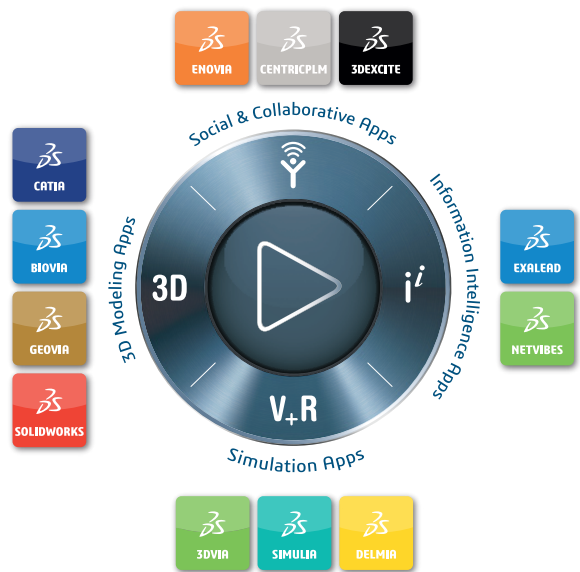 ENOVIA
CENTRICPLM
3DEXCITE
Social & Collaborative Apps
CATIA
BIOVIA
GEOVIA
SOLIDWORKS
3D Modeling Apps
3D
i i
Information Intelligence Apps
EXALEAD
NETVIBES
V+R
Simulation Apps
3DVIA
SIMULIA
DELMIA